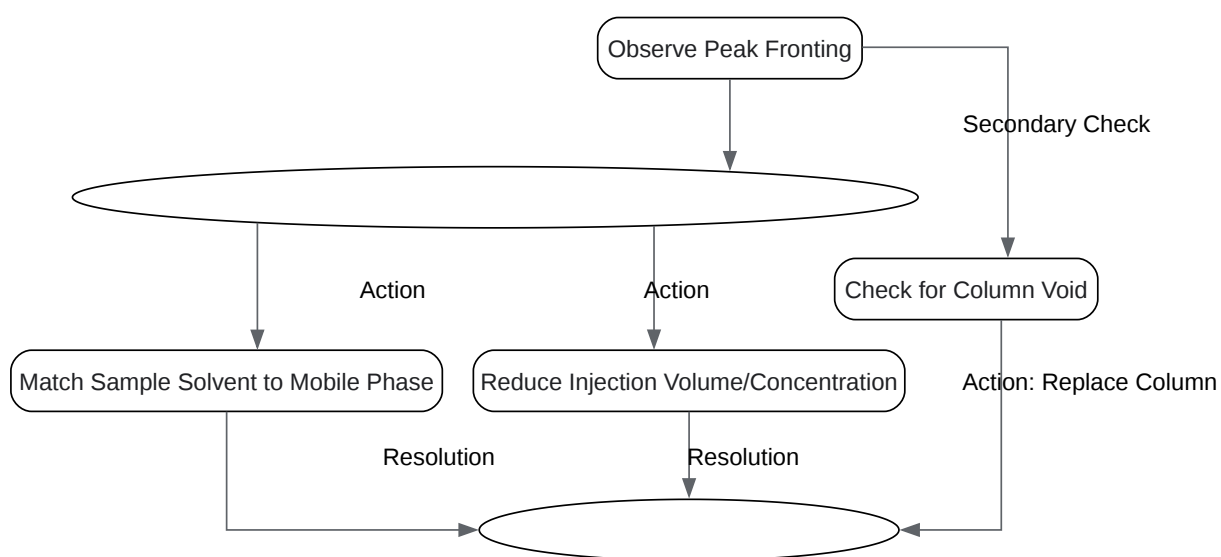 Observe Peak Fronting
Secondary Check
Action
Action
Check for Column Void
Match Sample Solvent to Mobile Phase
Reduce Injection Volume/Concentration
Action: Replace Column
Resolution
Resolution